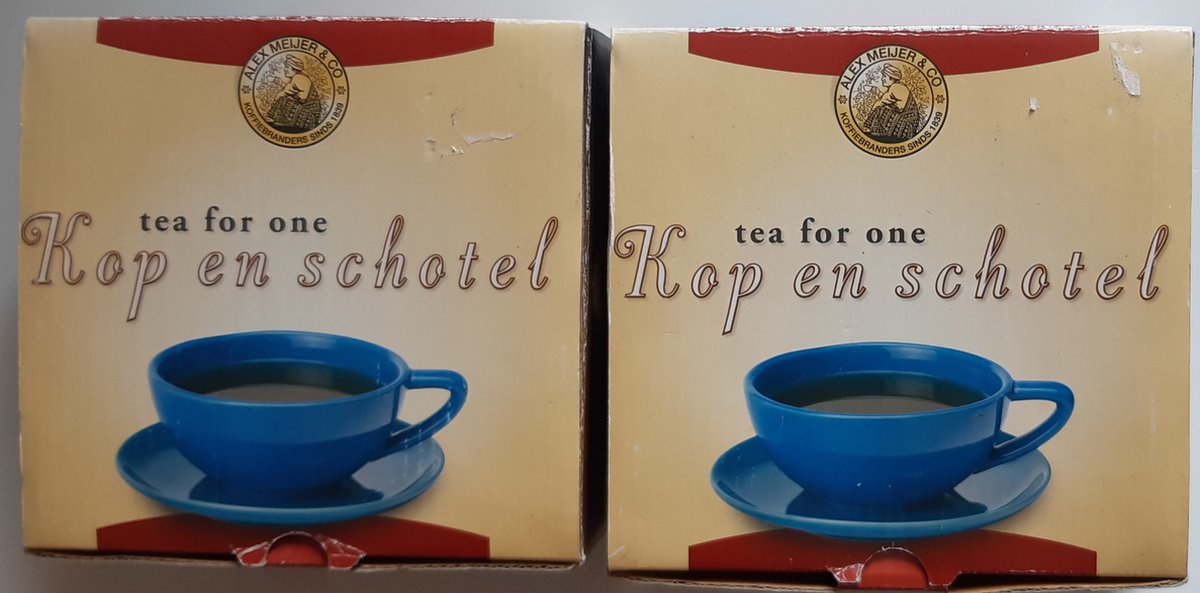 ALEX MEIJER & CO
KOFFIEBRANDERS SINDS 1839
tea for one
Kop en schotel
ALEX MEIJER & CO
KOFFIEBRANDERS SINDS 1839
tea for one
Kop en schotel